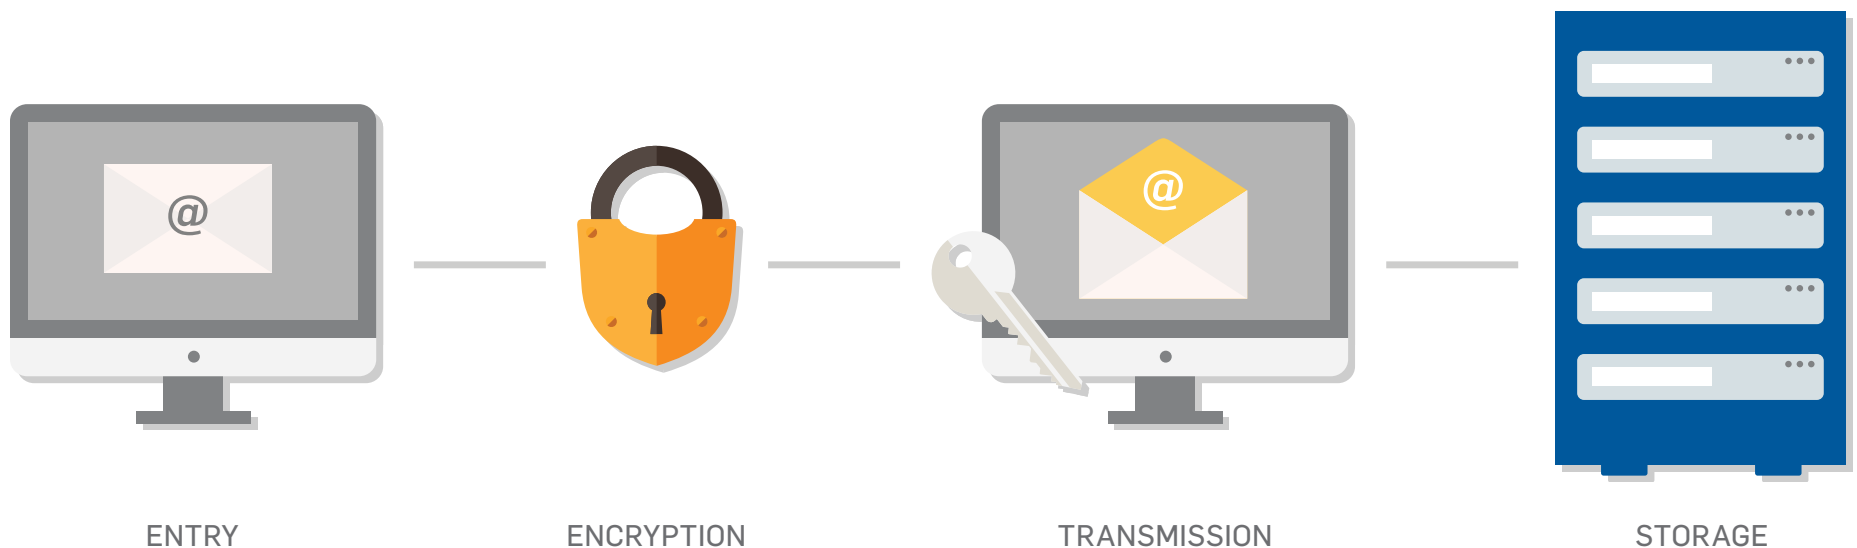 @
@
ENTRY
ENCRYPTION
TRANSMISSION
STORAGE